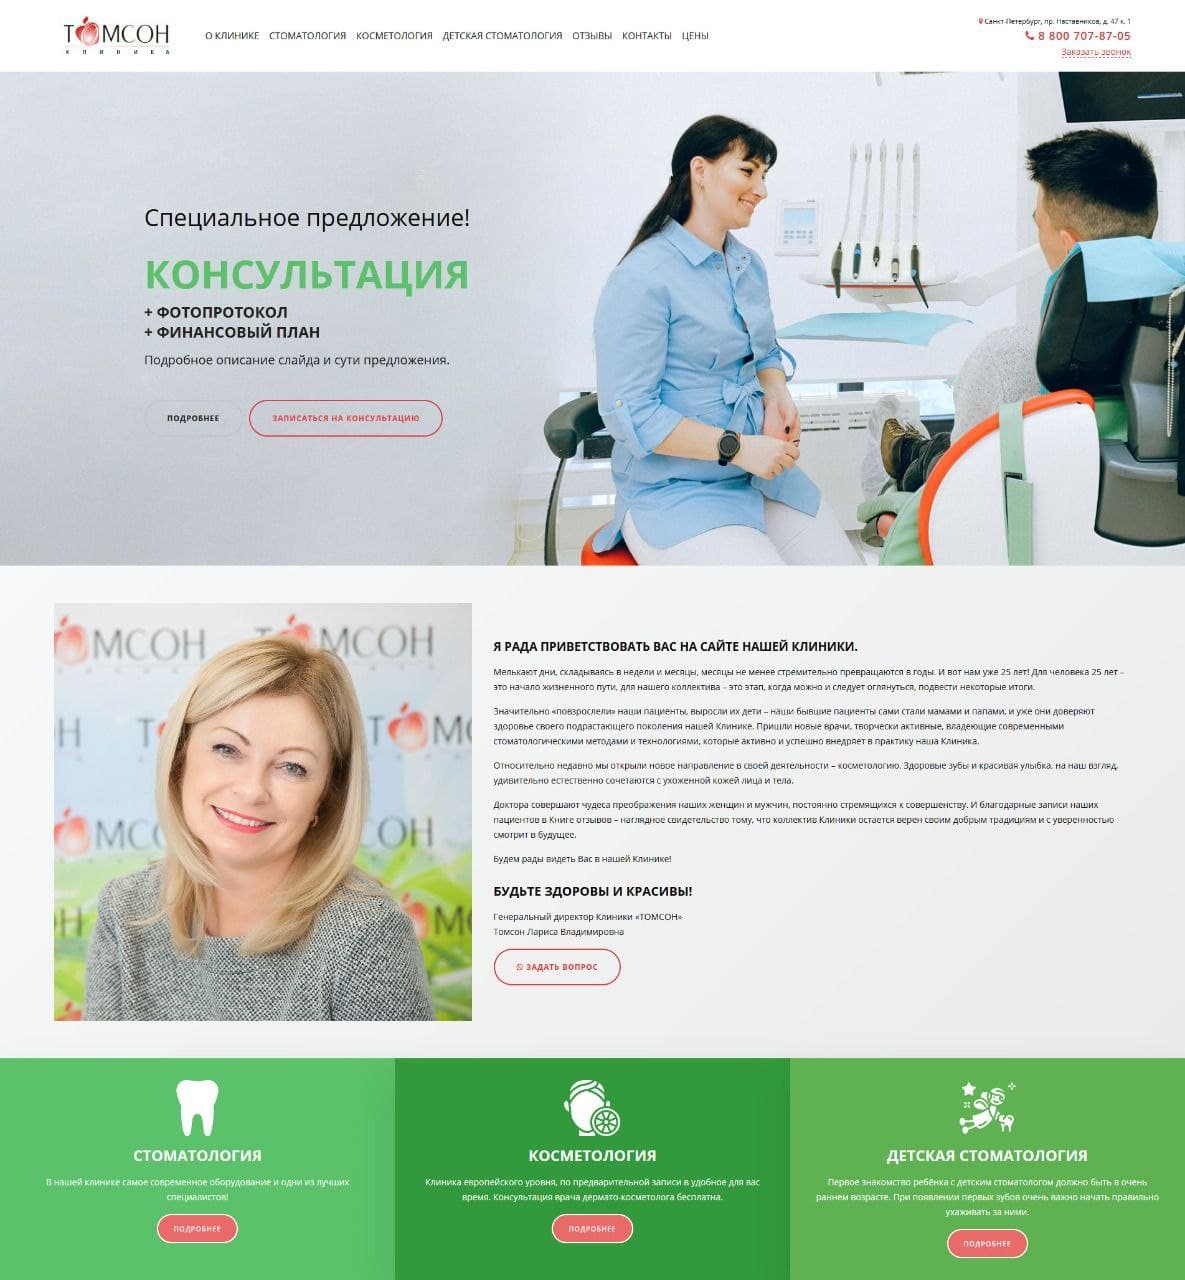 ТОМСОН
КЛИНИКА
О КЛИНИКЕ СТОМАТОЛОГИЯ КОСМЕТОЛОГИЯ ДЕТСКАЯ СТОМАТОЛОГИЯ ОТЗЫВЫ КОНТАКТЫ ЦЕНЫ
Санкт-Петербург, пр. Наставников, д. 47 к. 1
8 800 707-87-05
Заказать звонок
Специальное предложение!
КОНСУЛЬТАЦИЯ
+ ФОТОПРОТОКОЛ
+ ФИНАНСОВЫЙ ПЛАН
Подробное описание слайда и сути предложения.
ПОДРОБНЕЕ ЗАПИСАТЬСЯ НА КОНСУЛЬТАЦИЮ
ТОМСОН
Я РАДА ПРИВЕТСТВОВАТЬ ВАС НА САЙТЕ НАШЕЙ КЛИНИКИ.
Мелькают дни, складываясь в недели и месяцы, месяцы не менее стремительно превращаются в годы. И вот нам уже 25 лет! Для человека 25 лет –
это начало жизненного пути, для нашего коллектива – это этап, когда можно и следует оглянуться, подвести некоторые итоги.
Значительно «повзрослели» наши пациенты, выросли их дети – наши бывшие пациенты сами стали мамами и папами, и уже они доверяют
здоровье своего подрастающего поколения нашей Клинике. Пришли новые врачи, творчески активные, владеющие современными
стоматологическими методами и технологиями, которые активно и успешно внедряет в практику наша Клиника.
Относительно недавно мы открыли новое направление в своей деятельности – косметологию. Здоровые зубы и красивая улыбка, на наш взгляд,
удивительно естественно сочетаются с ухоженной кожей лица и тела.
Доктора совершают чудеса преображения наших женщин и мужчин, постоянно стремящихся к совершенству. И благодарные записи наших
пациентов в Книге отзывов – наглядное свидетельство тому, что коллектив Клиники остается верен своим добрым традициям и с уверенностью
смотрит в будущее.
Будем рады видеть Вас в нашей Клинике!
БУДЬТЕ ЗДОРОВЫ И КРАСИВЫ!
Генеральный директор Клиники «ТОМСОН»
Томсон Лариса Владимировна
ЗАДАТЬ ВОПРОС
СТОМАТОЛОГИЯ
В нашей клинике самое современное оборудование и одни из лучших
специалистов!
ПОДРОБНЕЕ
КОСМЕТОЛОГИЯ
Клиника европейского уровня, по предварительной записи в удобное для вас
время. Консультация врача дермато-косметолога бесплатна.
ПОДРОБНЕЕ
ДЕТСКАЯ СТОМАТОЛОГИЯ
Первое знакомство ребёнка с детским стоматологом должно быть в очень
раннем возрасте. При появлении первых зубов очень важно начать правильно
ухаживать за ними.
ПОДРОБНЕЕ